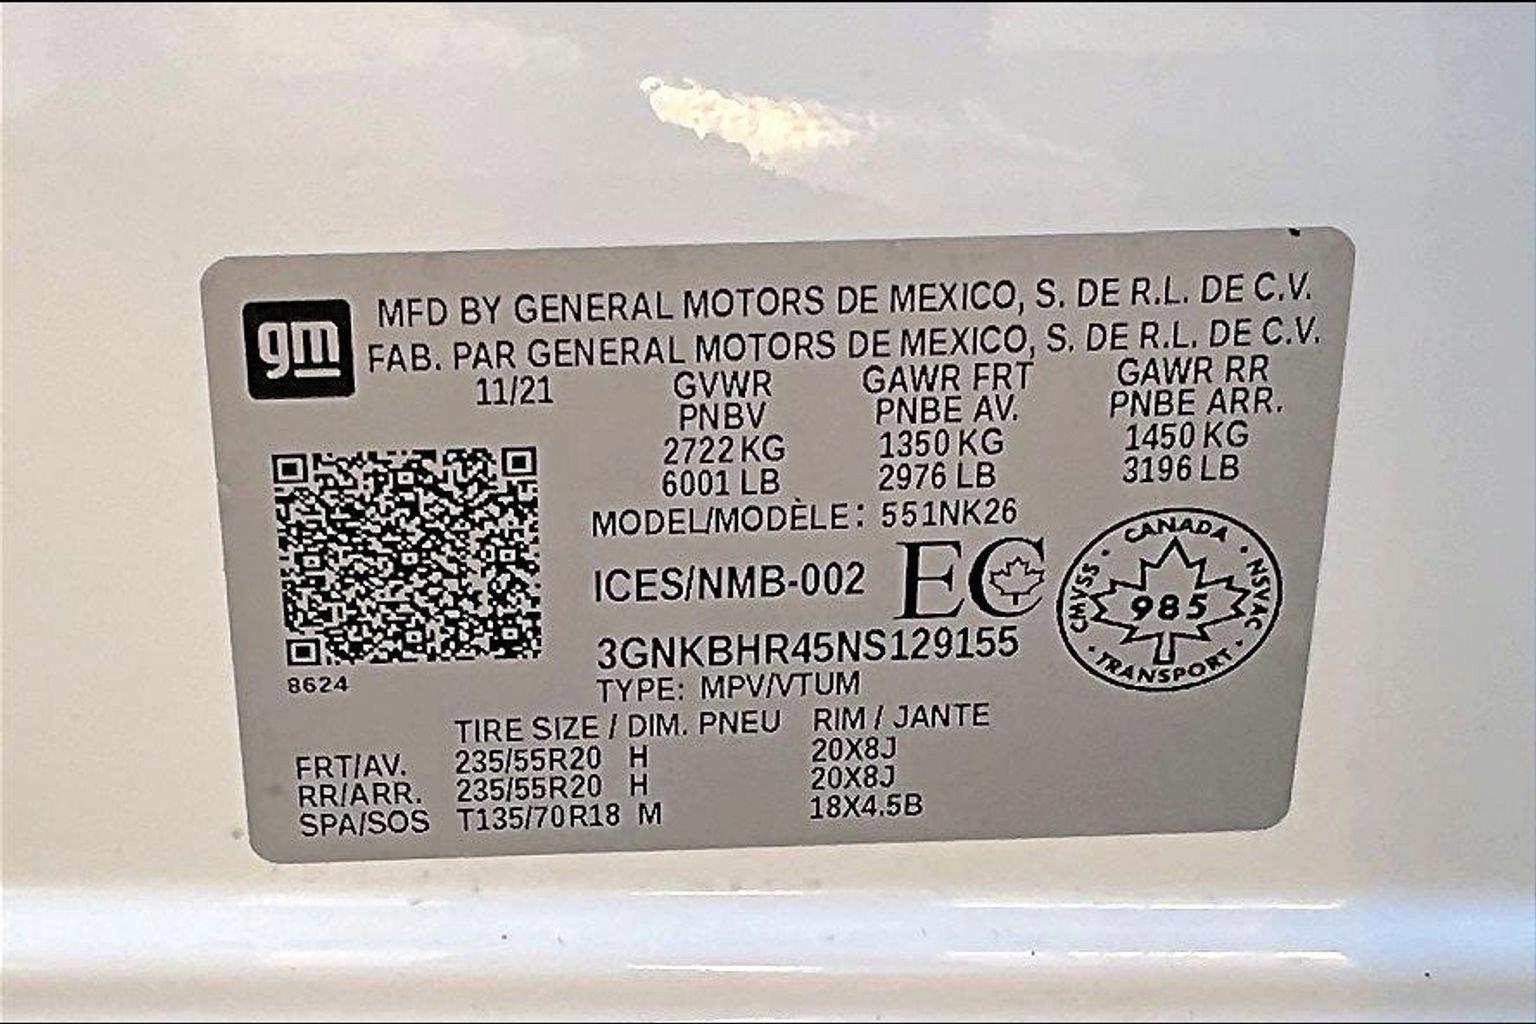 gm
MFD BY GENERAL MOTORS DE MEXICO, S. DE R.L. DE C.V.
FAB. PAR GENERAL MOTORS DE MEXICO, S. DE R.L. DE C.V.
11/21 GVWR GAWR FRT GAWR RR
PNBV PNBE AV. PNBE ARR.
2722 KG 1350 KG 1450 KG
6001 LB 2976 LB 3196 LB
MODEL/MODÈLE: 551NK26
ICES/NMB-002 EC
CANADA
CMVSS 985 NSVAC
TRANSPORT
3GNKBHR45NS129155
8624
TYPE: MPV/VTUM
TIRE SIZE / DIM. PNEU RIM / JANTE
FRT/AV. 235/55R20 H 20X8J
RR/ARR. 235/55R20 H 20X8J
SPA/SOS T135/70R18 M 18X4.5B